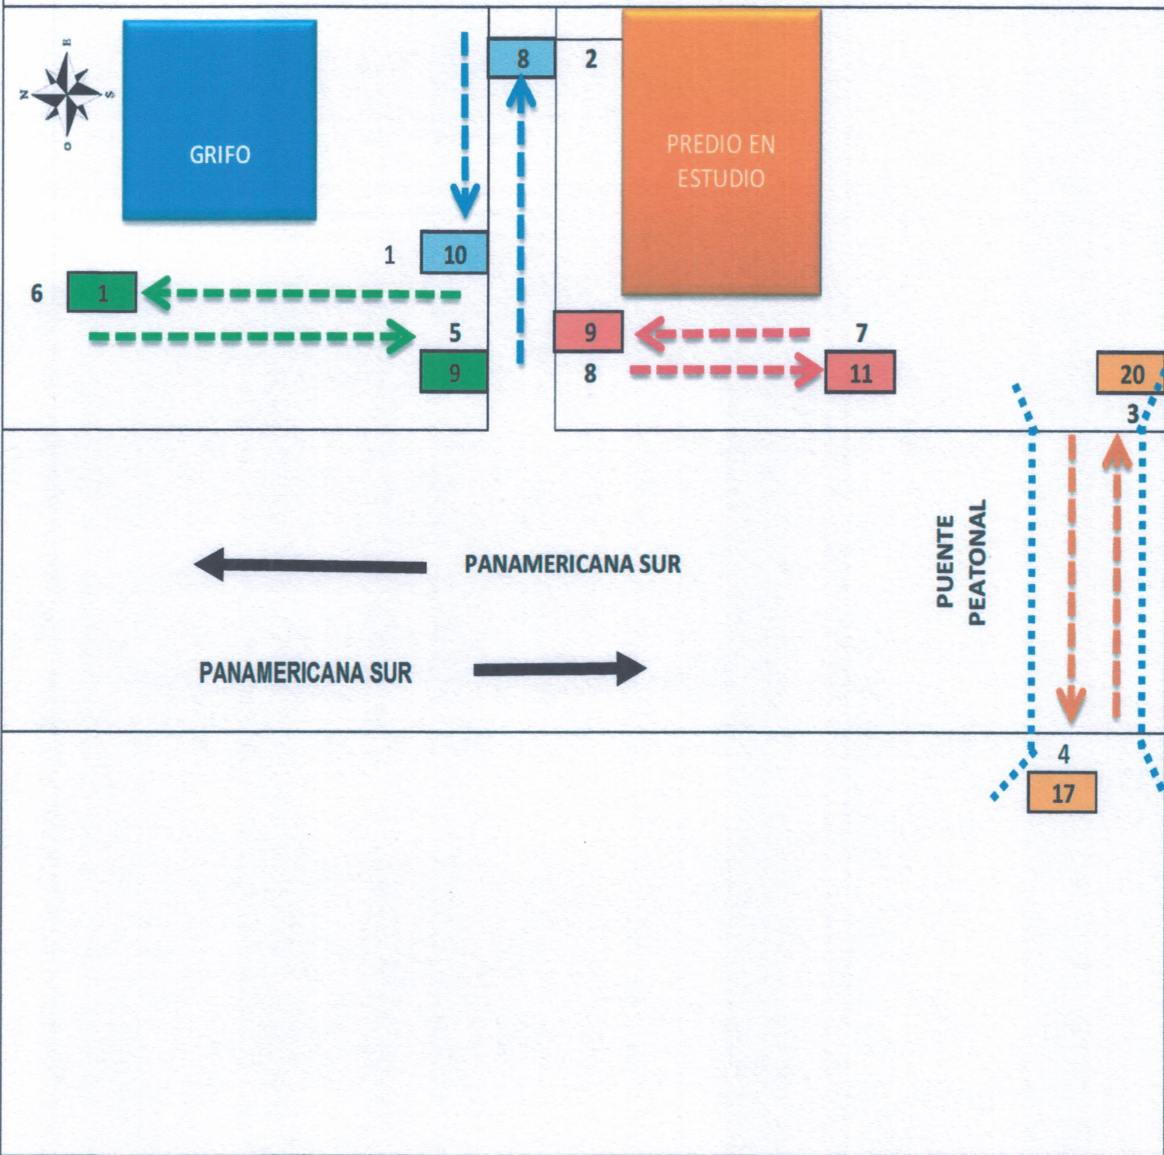 E
N
S
O
GRIFO
8
2
PREDIO EN
ESTUDIO
1
10
6
1
5
9
9
7
8
11
20
3
PANAMERICANA SUR
PANAMERICANA SUR
PUENTE
PEATONAL
4
17